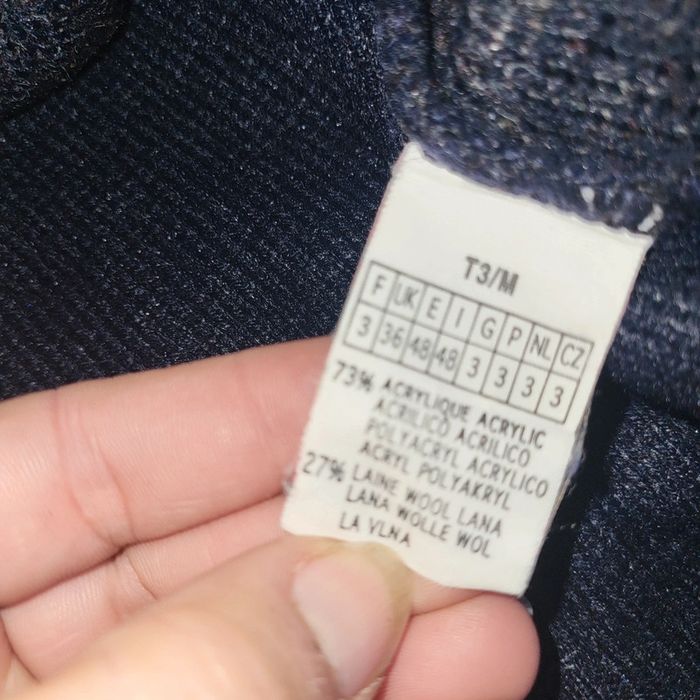 T3/M
F UK E I G P NL CZ
3 36 48 48 3 3 3 3
73% ACRYLIQUE ACRYLIC
ACRILICO ACRILICO
POLYACRYL ACRYLICO
ACRYL POLYAKRYL
27% LAINE WOOL LANA
LANA WOLLE WOL
LA VLNA